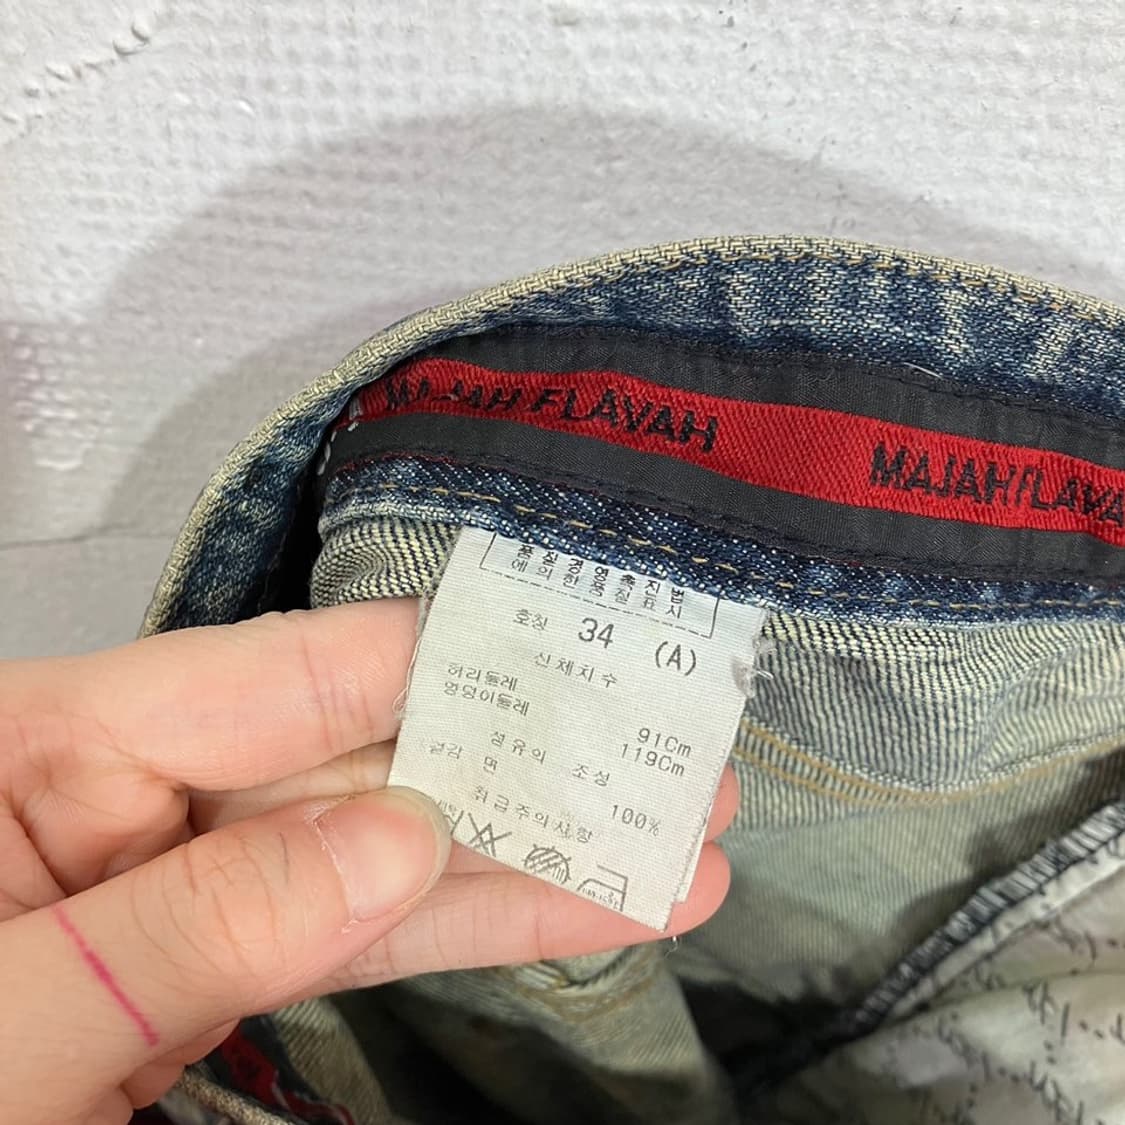 MAJAH FLAVAH
MAJAHFLAVA
품질경영촉진법
에의한품질표시
호칭 34 (A)
신체치수
허리둘레 91Cm
엉덩이둘레 119Cm
섬유의 조성
겉감 면 100%
취급주의사항